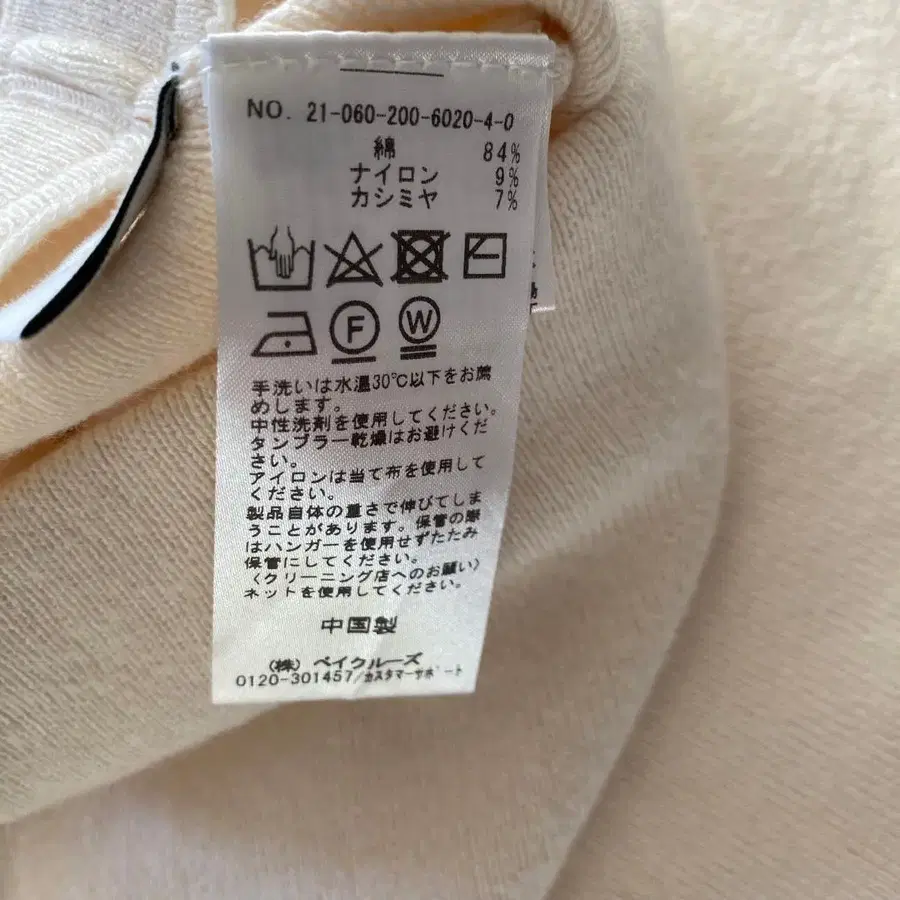 NO. 21-060-200-6020-4-0
綿 84%
ナイロン 9%
カシミヤ 7%
F W
手洗いは水温30℃以下をお薦
めします。
中性洗剤を使用してください。
タンブラー乾燥はお避けくだ
さい。
アイロンは当て布を使用して
ください。
製品自体の重さで伸びてしま
うことがあります。保管の際
はハンガーを使用せずたたみ
保管にしてください。
〈クリーニング店へのお願い〉
ネットを使用してください。
中国製
(株) ベイクルーズ
0120-301457/カスタマーサポート